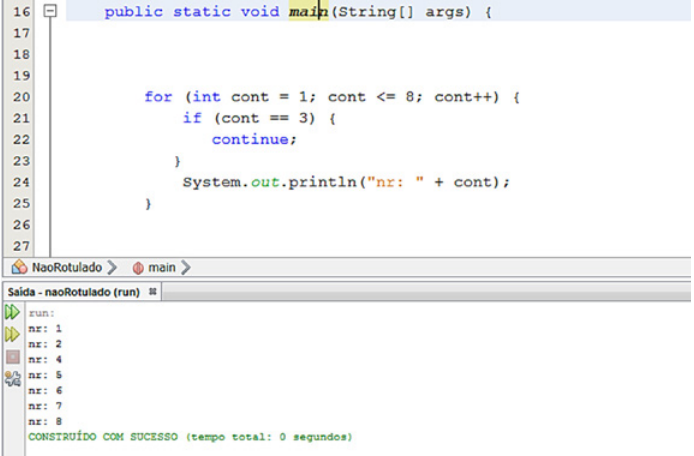 16 public static void main(String[] args) {
17
18
19
20 for (int cont = 1; cont <= 8; cont++) {
21 if (cont == 3) {
22 continue;
23 }
24 System.out.println("nr: " + cont);
25 }
26
27
NaoRotulado main
Saída - naoRotulado (run)
run:
nr: 1
nr: 2
nr: 4
nr: 5
nr: 6
nr: 7
nr: 8
CONSTRUÍDO COM SUCESSO (tempo total: 0 segundos)